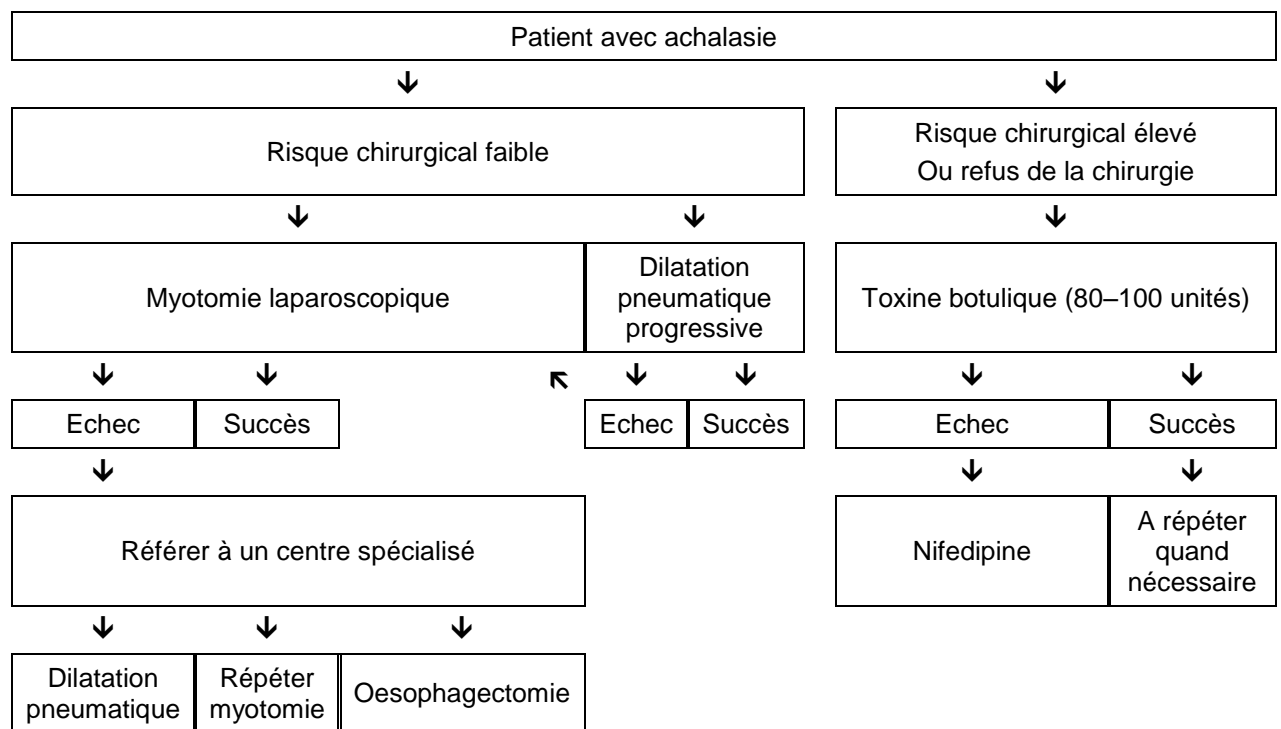 Patient avec achalasie
Risque chirurgical faible
Risque chirurgical élevé
Ou refus de la chirurgie
Myotomie laparoscopique
Dilatation
pneumatique
progressive
Toxine botulique (80–100 unités)
Echec
Succès
Echec
Succès
Echec
Succès
Référer à un centre spécialisé
Nifedipine
A répéter
quand
nécessaire
Dilatation
pneumatique
Répéter
myotomie
Oesophagectomie